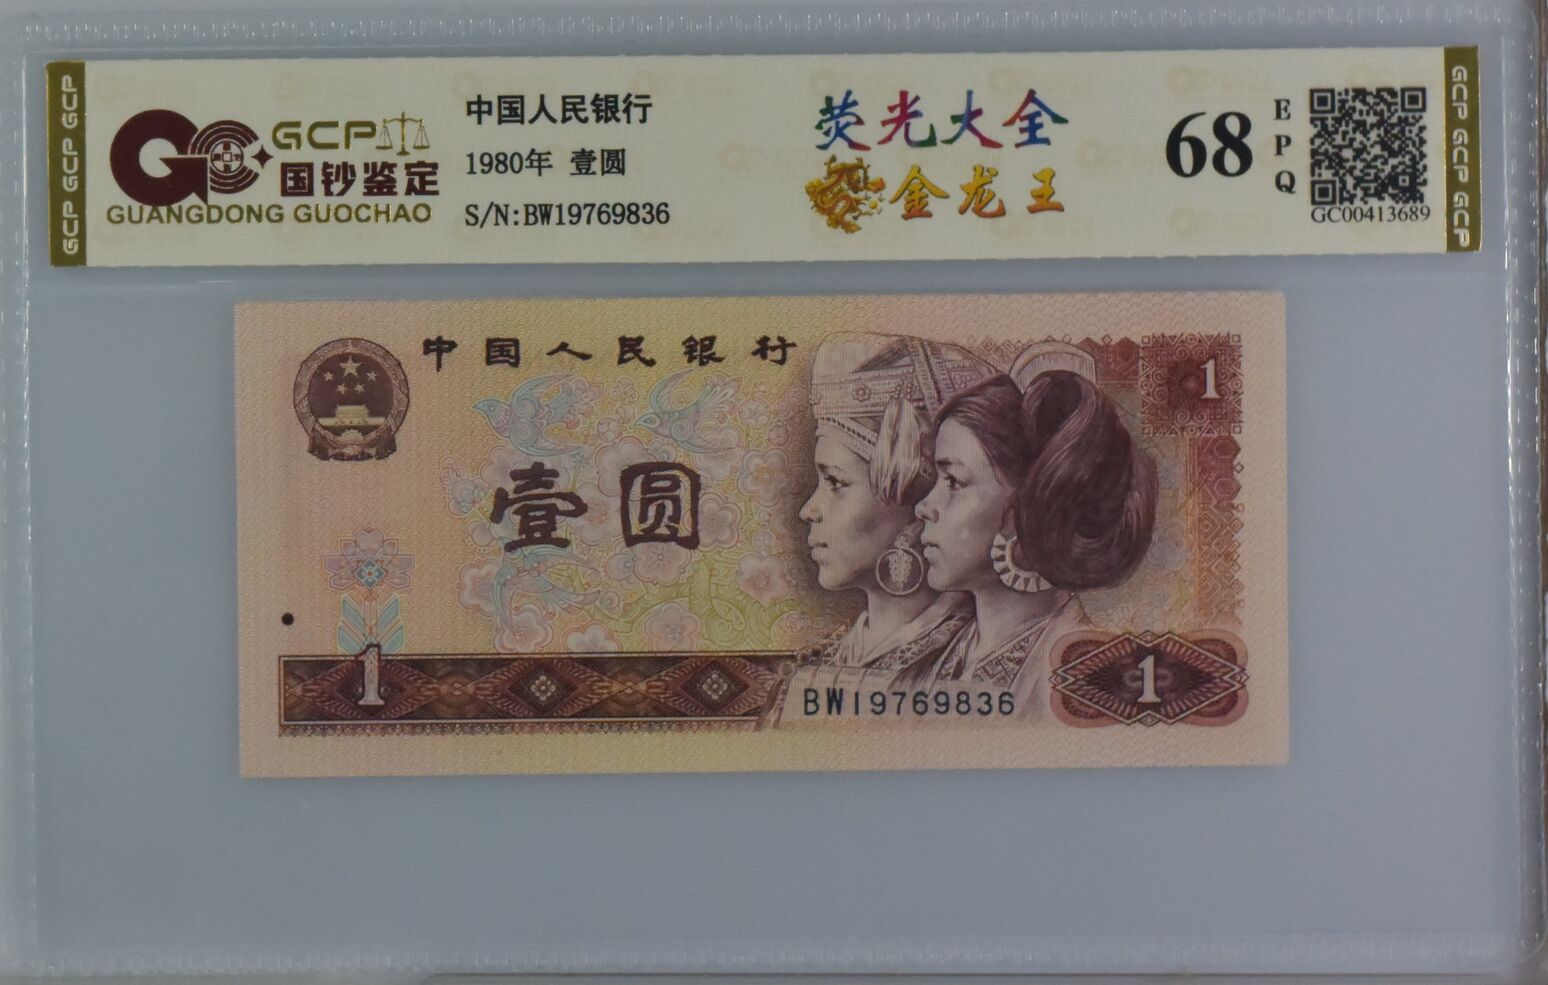 GCP GCP GCP
GCP
国钞鉴定
GUANGDONG GUOCHAO
中国人民银行
1980年 壹圆
S/N:BW19769836
荧光大全
金龙王
68
EPQ
GC00413689
GCP GCP GCP
中国人民银行
1
壹圆
1
BW19769836
1